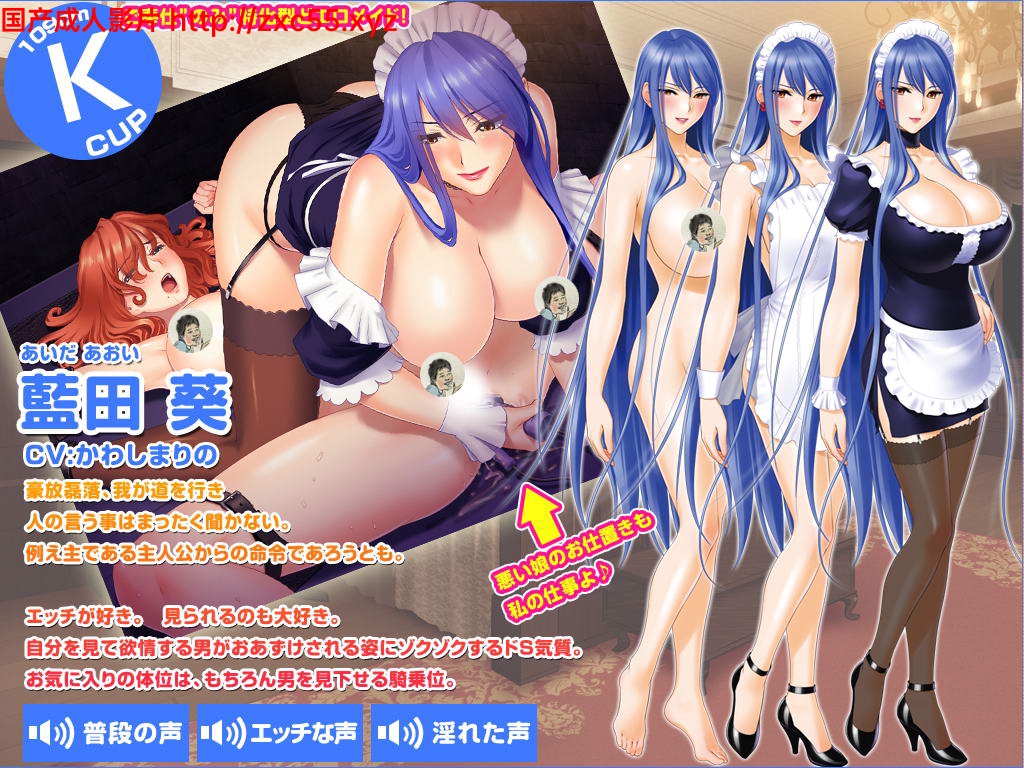 国产成人影片 http://zxc55.xyz
K
CUP
あいだ あおい
藍田 葵
CV:かわしまりの
豪放磊落、我が道を行き
人の言う事はまったく聞かない。
例え主である主人公からの命令であろうとも。
悪い娘のお仕置きも
私の仕事よ♪
エッチが好き。 見られるのも大好き。
自分を見て欲情する男がおあずけされる姿にゾクゾクするドS気質。
お気に入りの体位は、もちろん男を見下せる騎乗位。
普段の声
エッチな声
淫れた声